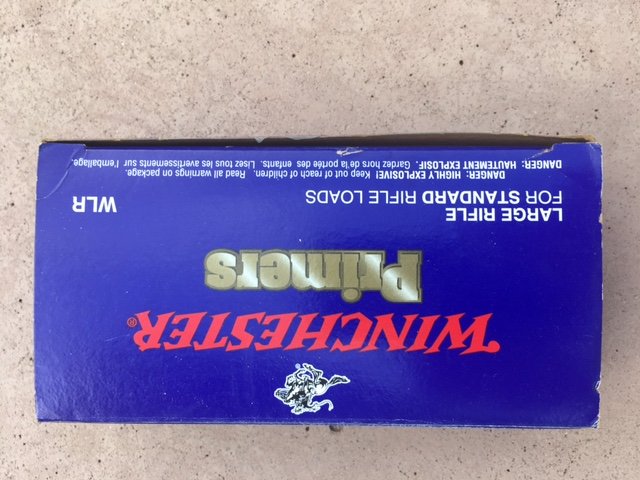 WINCHESTER®
Primers
LARGE RIFLE
FOR STANDARD RIFLE LOADS WLR
DANGER: HIGHLY EXPLOSIVE! Keep out of reach of children. Read all warnings on package.
DANGER: HAUTEMENT EXPLOSIF. Gardez hors de la portée des enfants. Lisez tous les avertissements sur l'emballage.